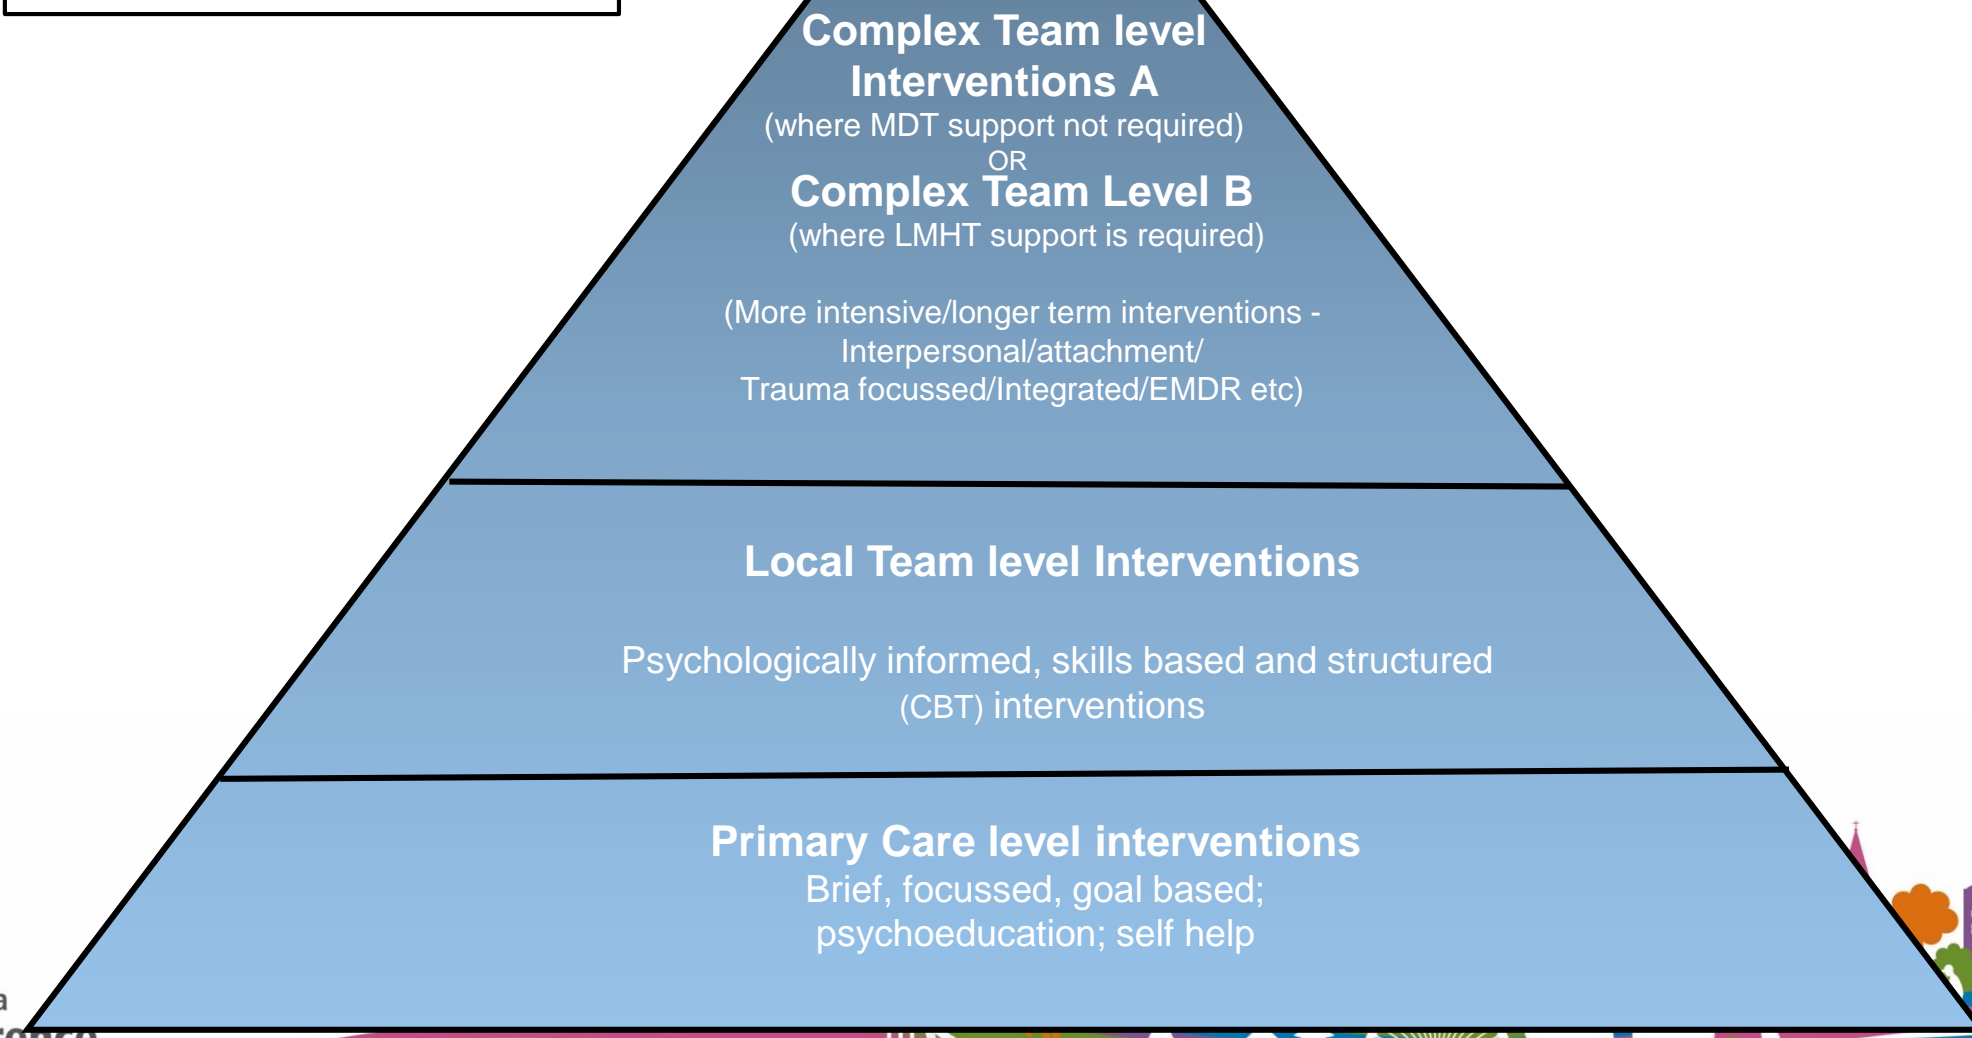 Complex Team level
Interventions A
(where MDT support not required)
OR
Complex Team Level B
(where LMHT support is required)
(More intensive/longer term interventions -
Interpersonal/attachment/
Trauma focussed/Integrated/EMDR etc)
Local Team level Interventions
Psychologically informed, skills based and structured
(CBT) interventions
Primary Care level interventions
Brief, focussed, goal based;
psychoeducation; self help
a